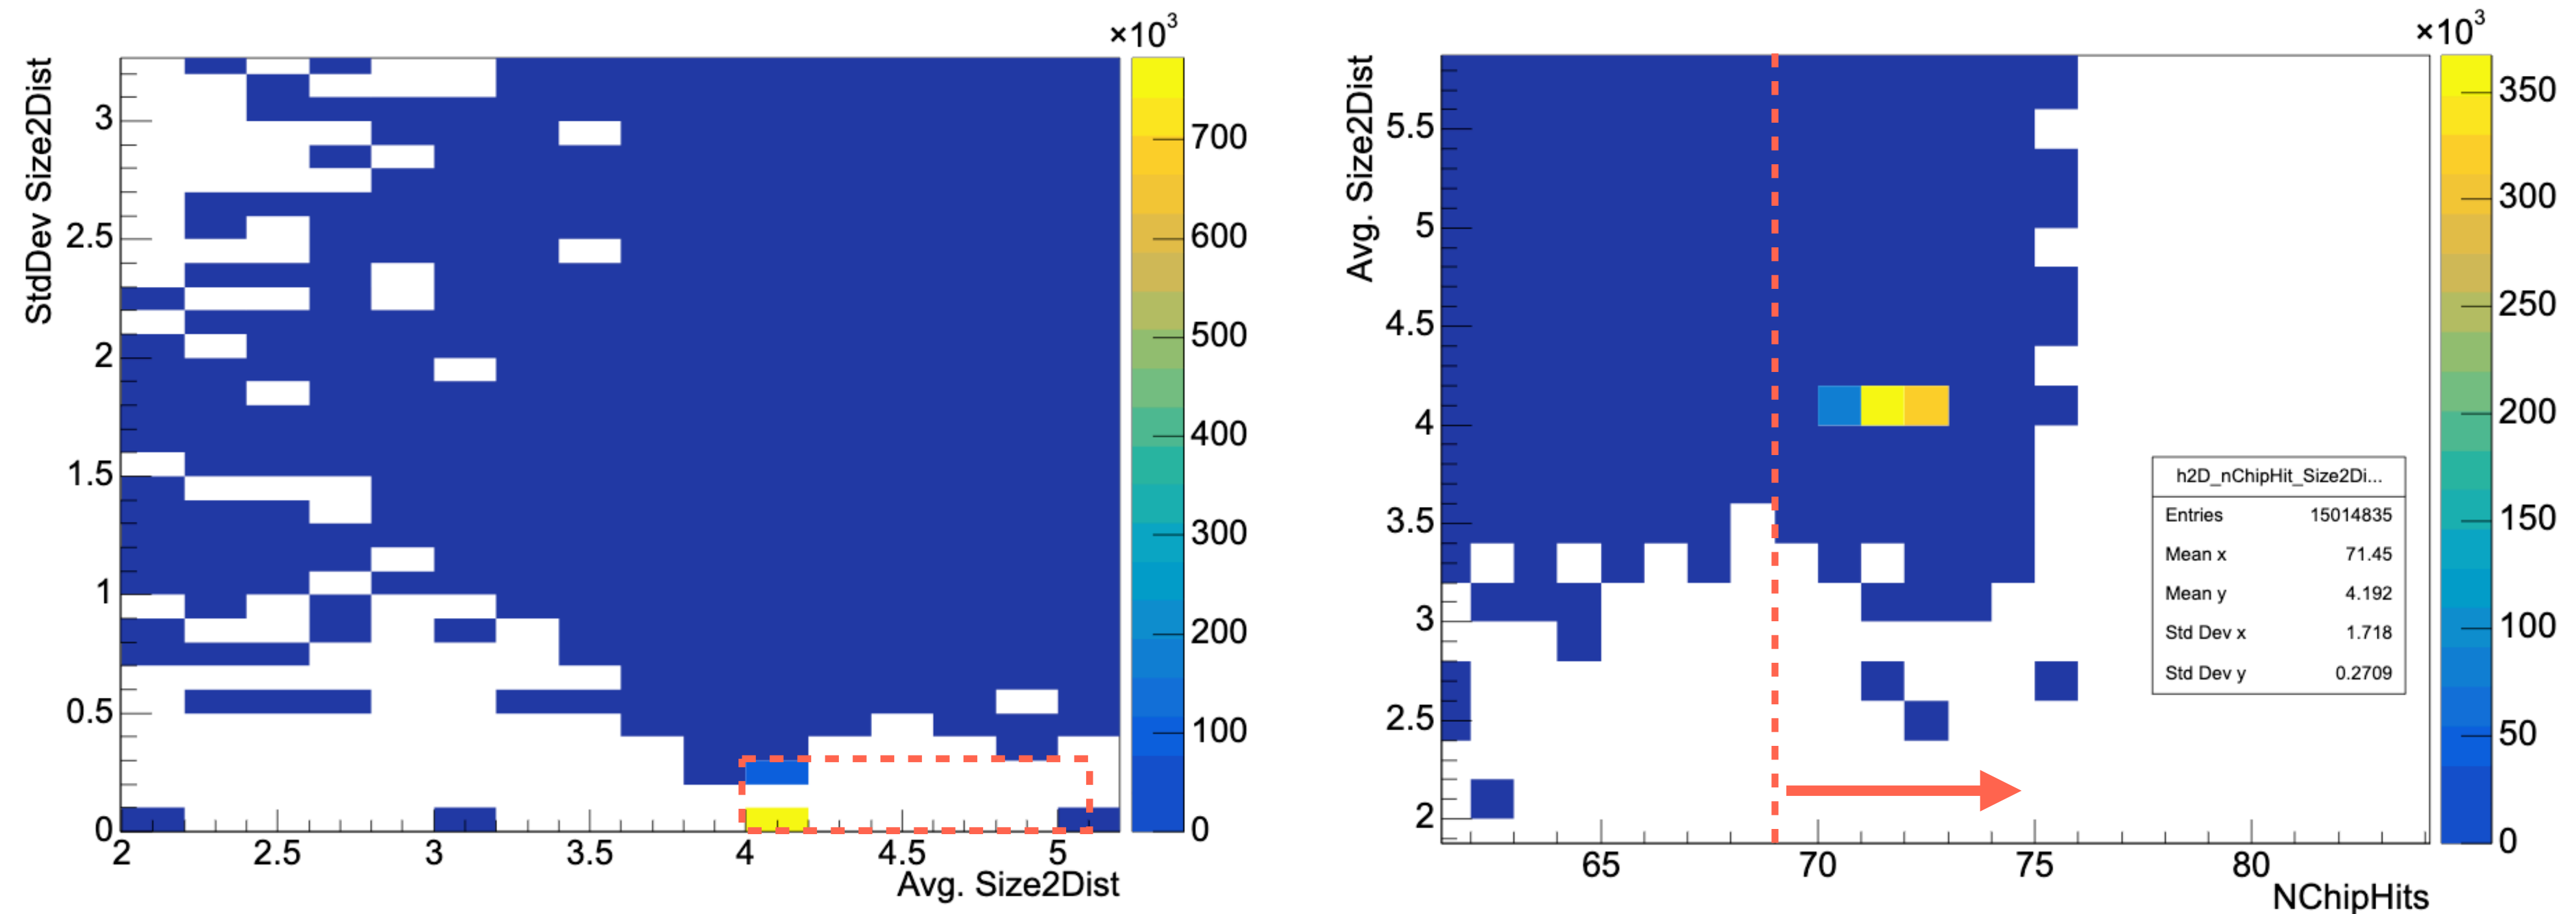 ×10³
StdDev Size2Dist
3
2.5
2
1.5
1
0.5
0
2 2.5 3 3.5 4 4.5 5
Avg. Size2Dist
700
600
500
400
300
200
100
0
×10³
Avg. Size2Dist
5.5
5
4.5
4
3.5
3
2.5
2
65 70 75 80
NChipHits
350
300
250
200
150
100
50
0
h2D_nChipHit_Size2Di...
Entries 15014835
Mean x 71.45
Mean y 4.192
Std Dev x 1.718
Std Dev y 0.2709